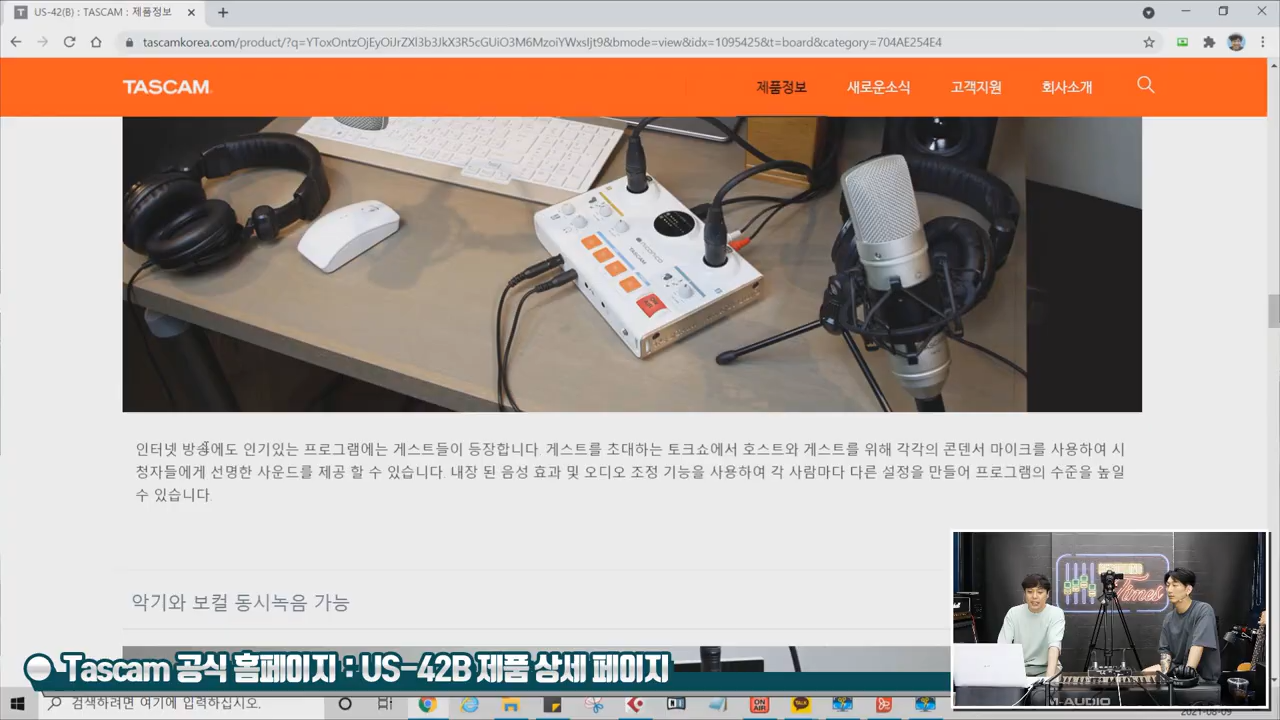 US-42(B) : TASCAM : 제품정보
tascamkorea.com/product/?q=YToxOntzOjEyOiJrZXl3b3JkX3R5cGUiO3M6MzoiYWxsIjt9&bmode=view&idx=1095425&t=board&category=704AE254E4
TASCAM
제품정보 새로운소식 고객지원 회사소개
TASCAM
인터넷 방송에도 인기있는 프로그램에는 게스트들이 등장합니다. 게스트를 초대하는 토크쇼에서 호스트와 게스트를 위해 각각의 콘덴서 마이크를 사용하여 시
청자들에게 선명한 사운드를 제공 할 수 있습니다. 내장 된 음성 효과 및 오디오 조정 기능을 사용하여 각 사람마다 다른 설정을 만들어 프로그램의 수준을 높일
수 있습니다.
악기와 보컬 동시녹음 가능
Times
M-AUDIO
Tascam 공식 홈페이지 : US-42B 제품 상세 페이지
검색하려면 여기에 입력하십시오.
ON AIR
TALK
2021-08-09